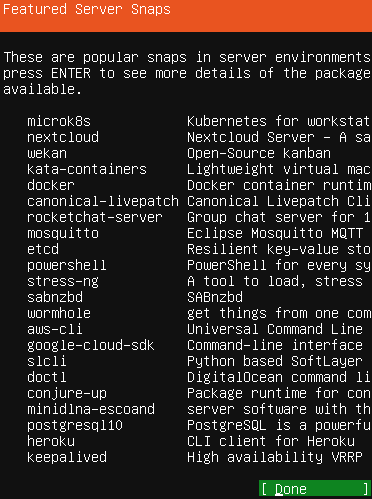 Featured Server Snaps
These are popular snaps in server environments
press ENTER to see more details of the package
available.
microk8s Kubernetes for workstat
nextcloud Nextcloud Server - A sa
wekan Open-Source kanban
kata-containers Lightweight virtual mac
docker Docker container runtim
canonical-livepatch Canonical Livepatch Cli
rocketchat-server Group chat server for 1
mosquitto Eclipse Mosquitto MQTT
etcd Resilient key-value sto
powershell PowerShell for every sy
stress-ng A tool to load, stress
sabnzbd SABnzbd
wormhole get things from one com
aws-cli Universal Command Line
google-cloud-sdk Command-line interface
slcli Python based SoftLayer
doctl DigitalOcean command li
conjure-up Package runtime for con
minidlna-escoand server software with th
postgresql10 PostgreSQL is a powerfu
heroku CLI client for Heroku
keepalived High availability VRRP
[ Done ]